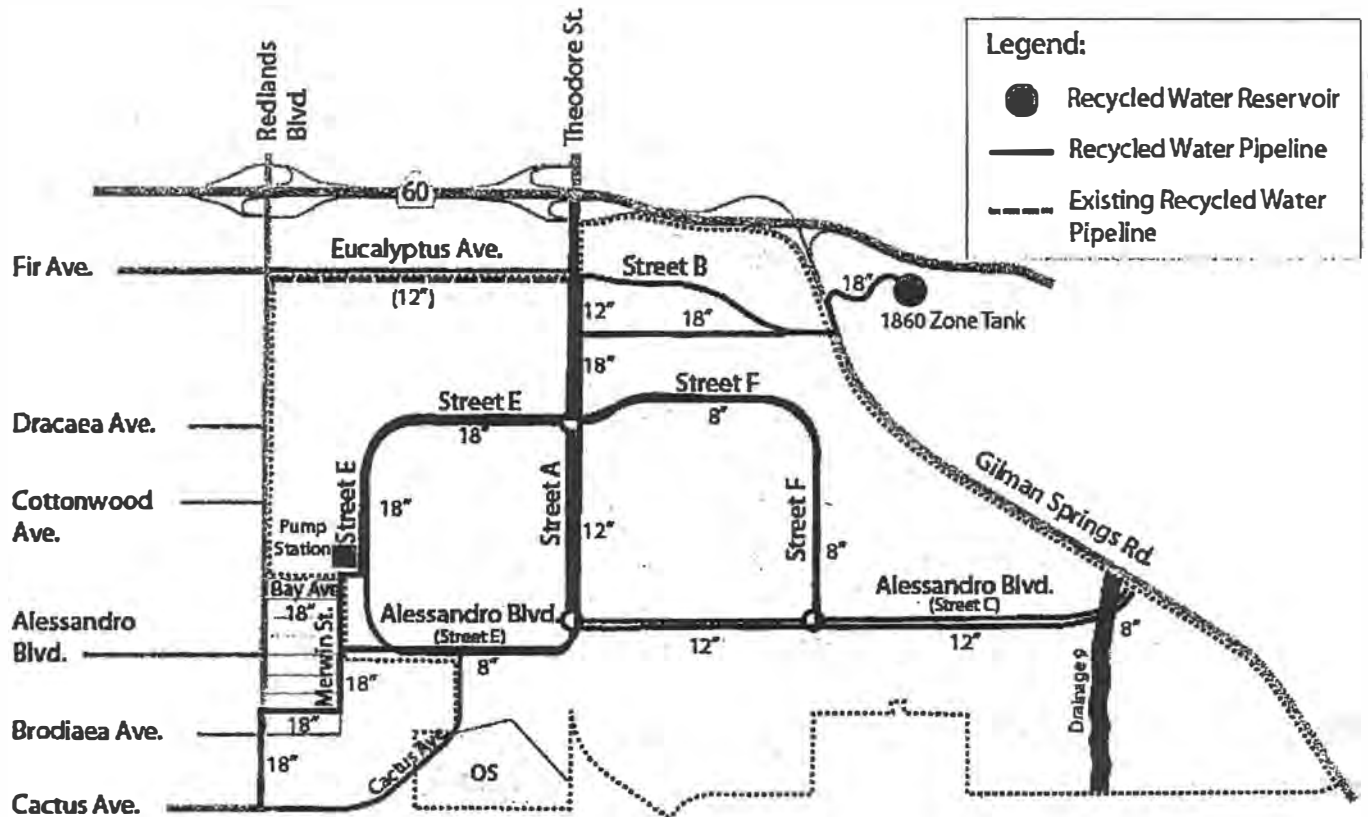 Redlands
Blvd.
Theodore St.
Legend:
Recycled Water Reservoir
Recycled Water Pipeline
Existing Recycled Water
Pipeline
60
Fir Ave.
Eucalyptus Ave.
(12")
Street B
12"
18"
18"
1860 Zone Tank
18"
Street E
18"
Street F
8"
Dracaea Ave.
Cottonwood
Ave.
Pump
Station
Street E
18"
Street A
12"
Street F
8"
Gilman Springs Rd.
Bay Ave
18"
Merwin St.
18"
Alessandro
Blvd.
Alessandro Blvd.
(Street E)
8"
12"
Alessandro Blvd.
(Street C)
12"
8"
Drainage 9
Brodiaea Ave.
18"
18"
Cactus Ave.
OS
Cactus Ave.